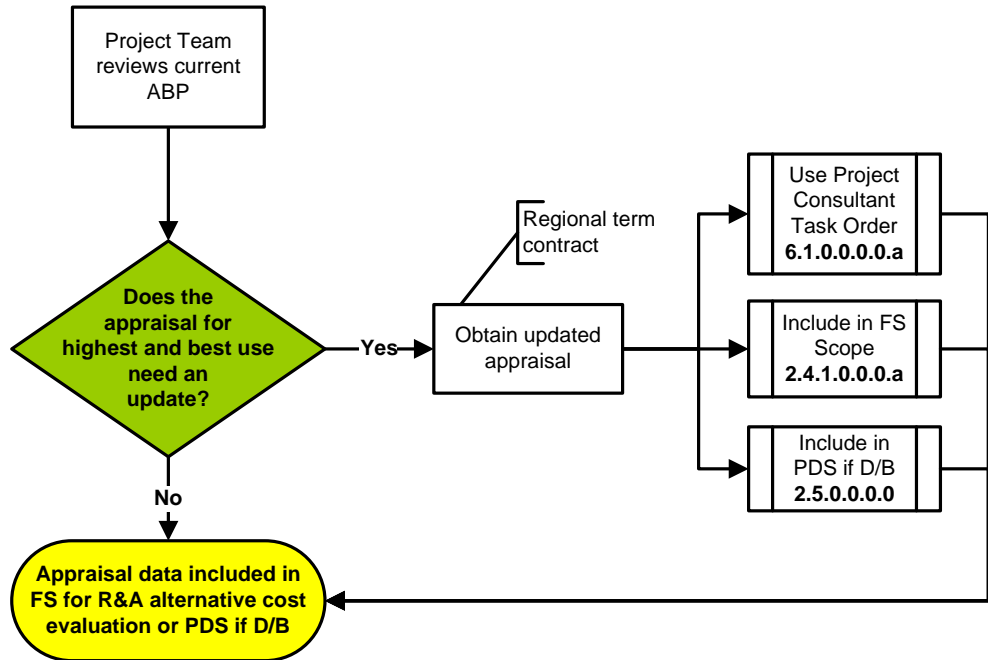 Project Team
reviews current
ABP
Use Project
Consultant
Task Order
6.1.0.0.0.0.a
Regional term
contract
Does the
appraisal for
highest and best use
need an
update?
Yes
Obtain updated
appraisal
Include in FS
Scope
2.4.1.0.0.0.a
Include in
PDS if D/B
2.5.0.0.0.0
No
Appraisal data included in
FS for R&A alternative cost
evaluation or PDS if D/B